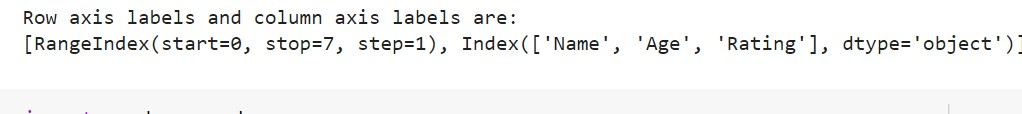 Row axis labels and column axis labels are:
[RangeIndex(start=0, stop=7, step=1), Index(['Name', 'Age', 'Rating'], dtype='object')]